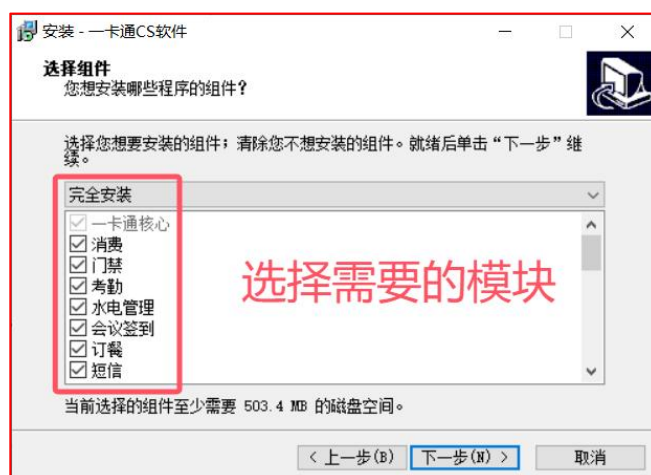 安装 - 一卡通CS软件
选择组件
您想安装哪些程序的组件?
选择您想要安装的组件；清除您不想安装的组件。就绪后单击“下一步”继
续。
完全安装
一卡通核心
消费
门禁
考勤
水电管理
会议签到
订餐
短信
选择需要的模块
当前选择的组件至少需要 503.4 MB 的磁盘空间。
< 上一步(B)
下一步(N) >
取消